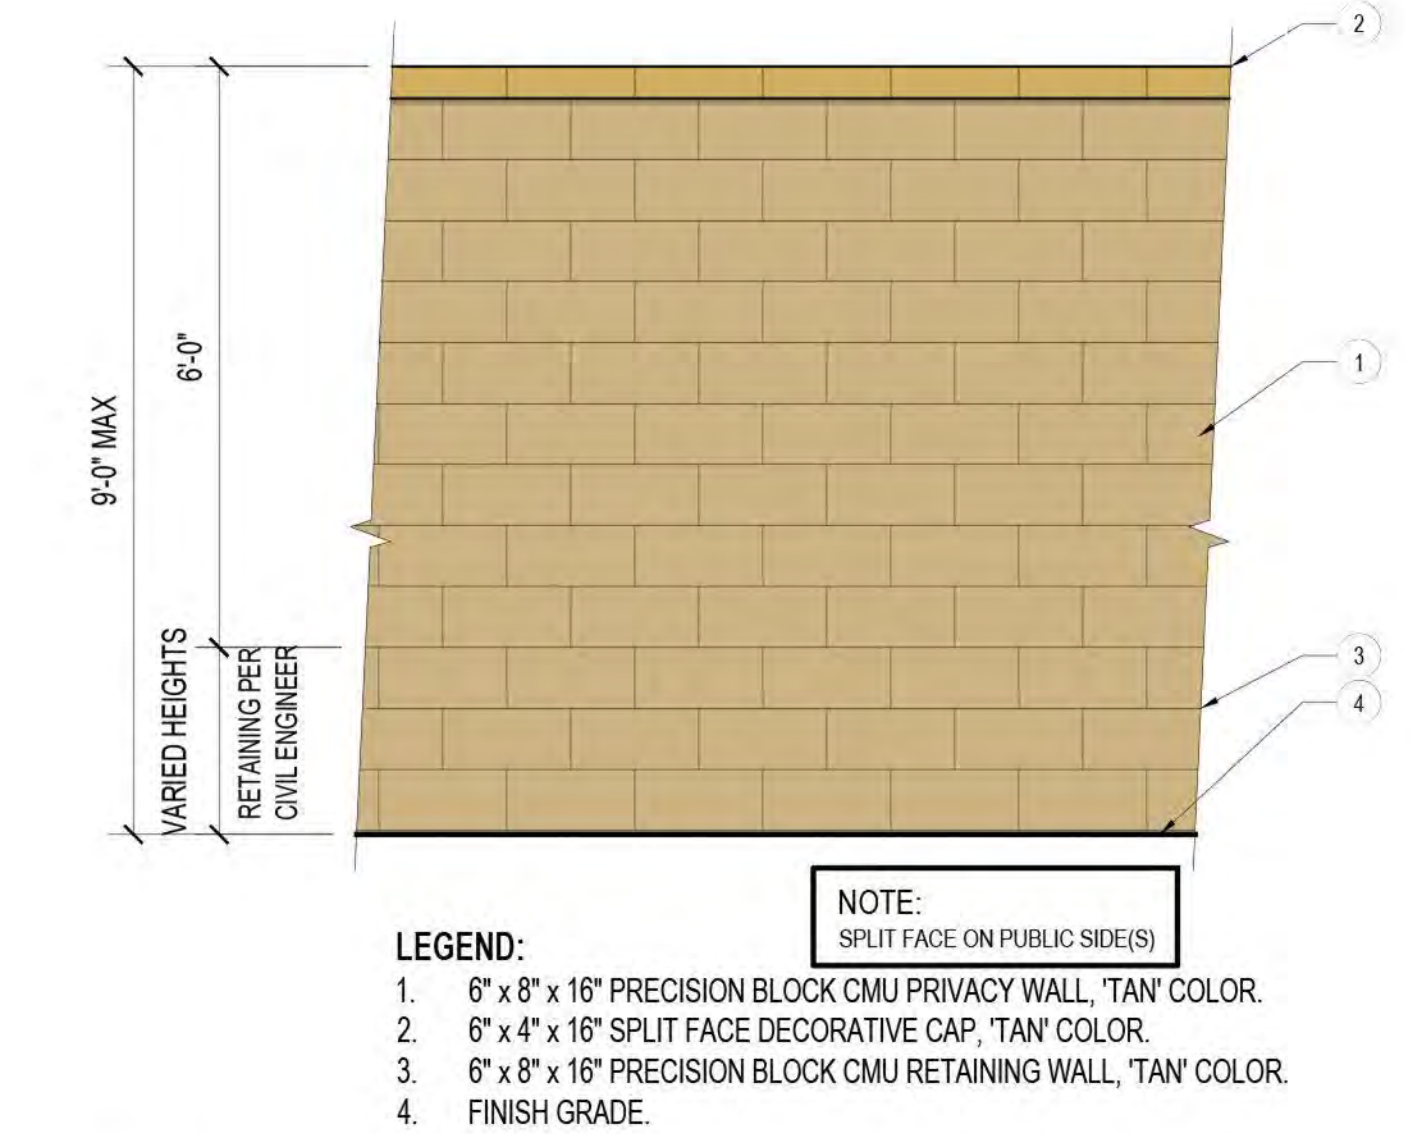 2
1
3
4
9'-0" MAX
6'-0"
VARIED HEIGHTS
RETAINING PER
CIVIL ENGINEER
NOTE:
SPLIT FACE ON PUBLIC SIDE(S)
LEGEND:
1. 6" x 8" x 16" PRECISION BLOCK CMU PRIVACY WALL, 'TAN' COLOR.
2. 6" x 4" x 16" SPLIT FACE DECORATIVE CAP, 'TAN' COLOR.
3. 6" x 8" x 16" PRECISION BLOCK CMU RETAINING WALL, 'TAN' COLOR.
4. FINISH GRADE.